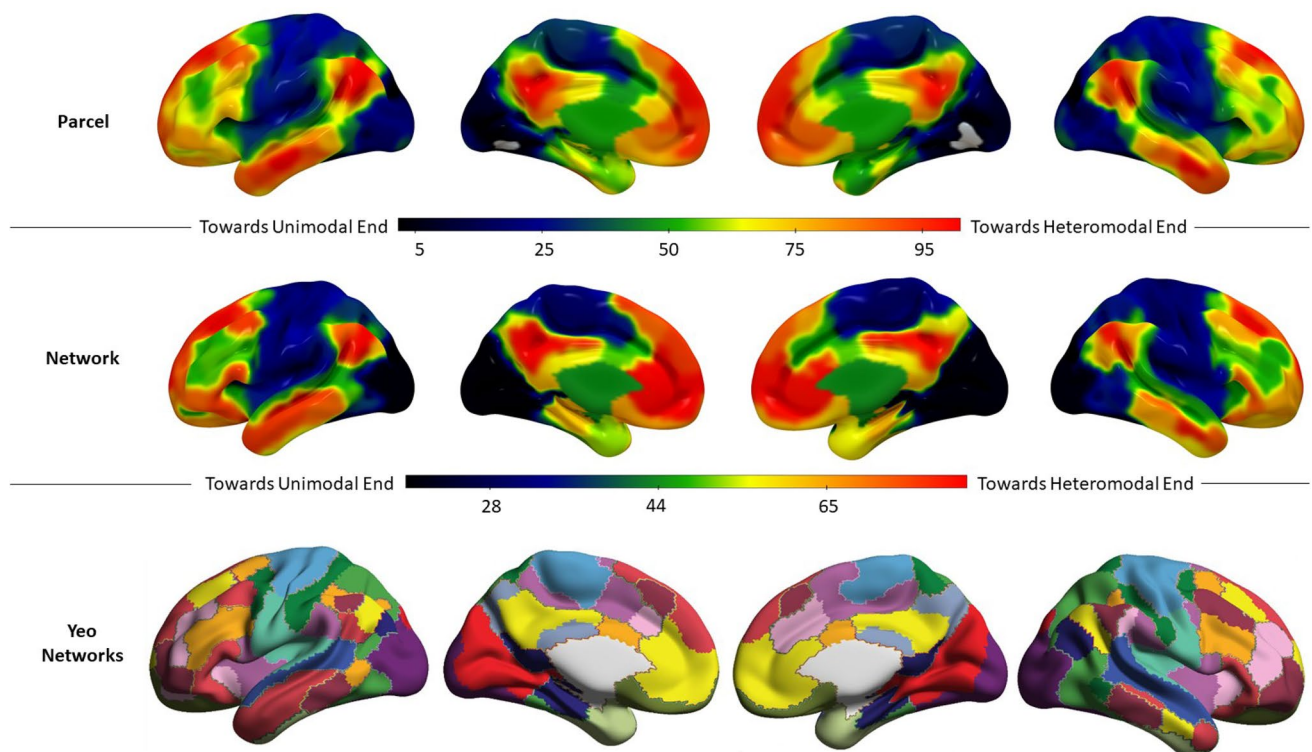 Parcel
Towards Unimodal End
Towards Heteromodal End
5 25 50 75 95
Network
Towards Unimodal End
Towards Heteromodal End
28 44 65
Yeo
Networks